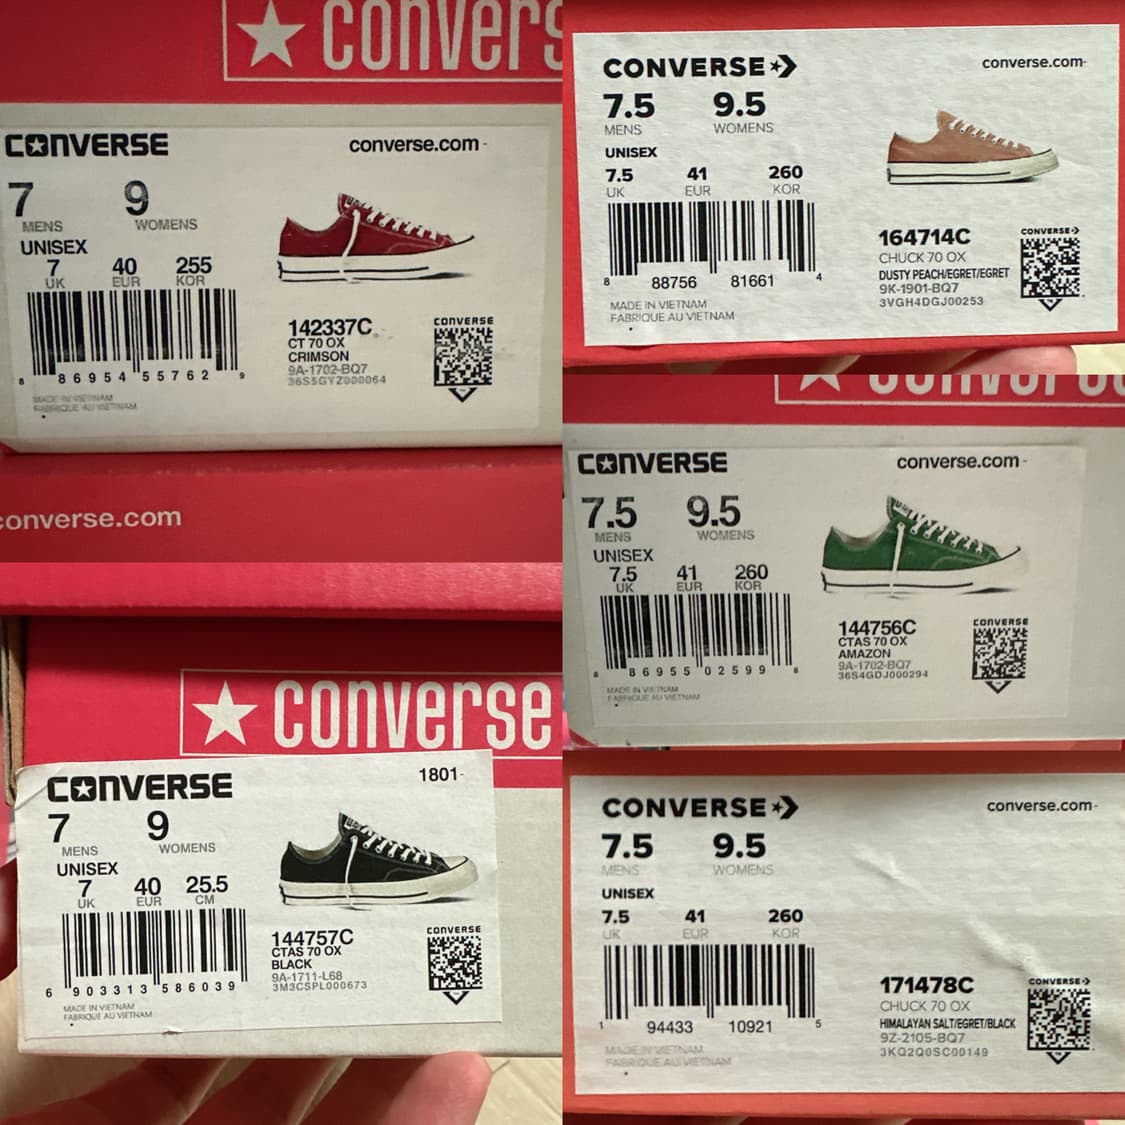 convers
CONVERSE
converse.com -
7 9
MENS WOMENS
UNISEX
7 40 255
UK EUR KOR
8 86954 55762 9
MADE IN VIETNAM
FABRIQUE AU VIETNAM
142337C
CT 70 OX
CRIMSON
9A-1702-BQ7
36S5GYZ000064
CONVERSE
converse.com
CONVERSE
converse.com-
7.5 9.5
MENS WOMENS
UNISEX
7.5 41 260
UK EUR KOR
8 88756 81661 4
MADE IN VIETNAM
FABRIQUE AU VIETNAM
164714C
CHUCK 70 OX
DUSTY PEACH/EGRET/EGRET
9K-1901-BQ7
3VGH4DGJ00253
CONVERSE
CONVERSE
converse.com -
7.5 9.5
MENS WOMENS
UNISEX
7.5 41 260
UK EUR KOR
8 86955 02599 8
MADE IN VIETNAM
FABRIQUE AU VIETNAM
144756C
CTAS 70 OX
AMAZON
9A-1702-BQ7
36S4GDJ000294
CONVERSE
converse
CONVERSE
1801-
7 9
MENS WOMENS
UNISEX
7 40 25.5
UK EUR CM
6 903313 586039
MADE IN VIETNAM
FABRIQUE AU VIETNAM
144757C
CTAS 70 OX
BLACK
9A-1711-L68
3M3CSPL000673
CONVERSE
CONVERSE
converse.com-
7.5 9.5
MENS WOMENS
UNISEX
7.5 41 260
UK EUR KOR
1 94433 10921 5
MADE IN VIETNAM
FABRIQUE AU VIETNAM
171478C
CHUCK 70 OX
HIMALAYAN SALT/EGRET/BLACK
9Z-2105-BQ7
3KQ2Q0SC00149
CONVERSE